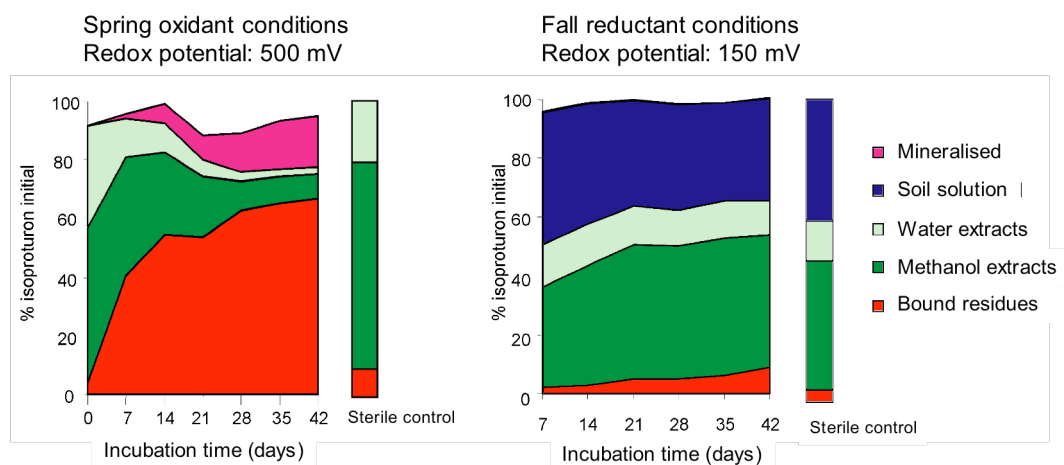 Spring oxidant conditions
Redox potential: 500 mV
Fall reductant conditions
Redox potential: 150 mV
% isoproturon initial
100
80
60
40
20
0
0 7 14 21 28 35 42
Incubation time (days)
Sterile control
% isoproturon initial
100
80
60
40
20
0
7 14 21 28 35 42
Incubation time (days)
Sterile control
Mineralised
Soil solution
Water extracts
Methanol extracts
Bound residues